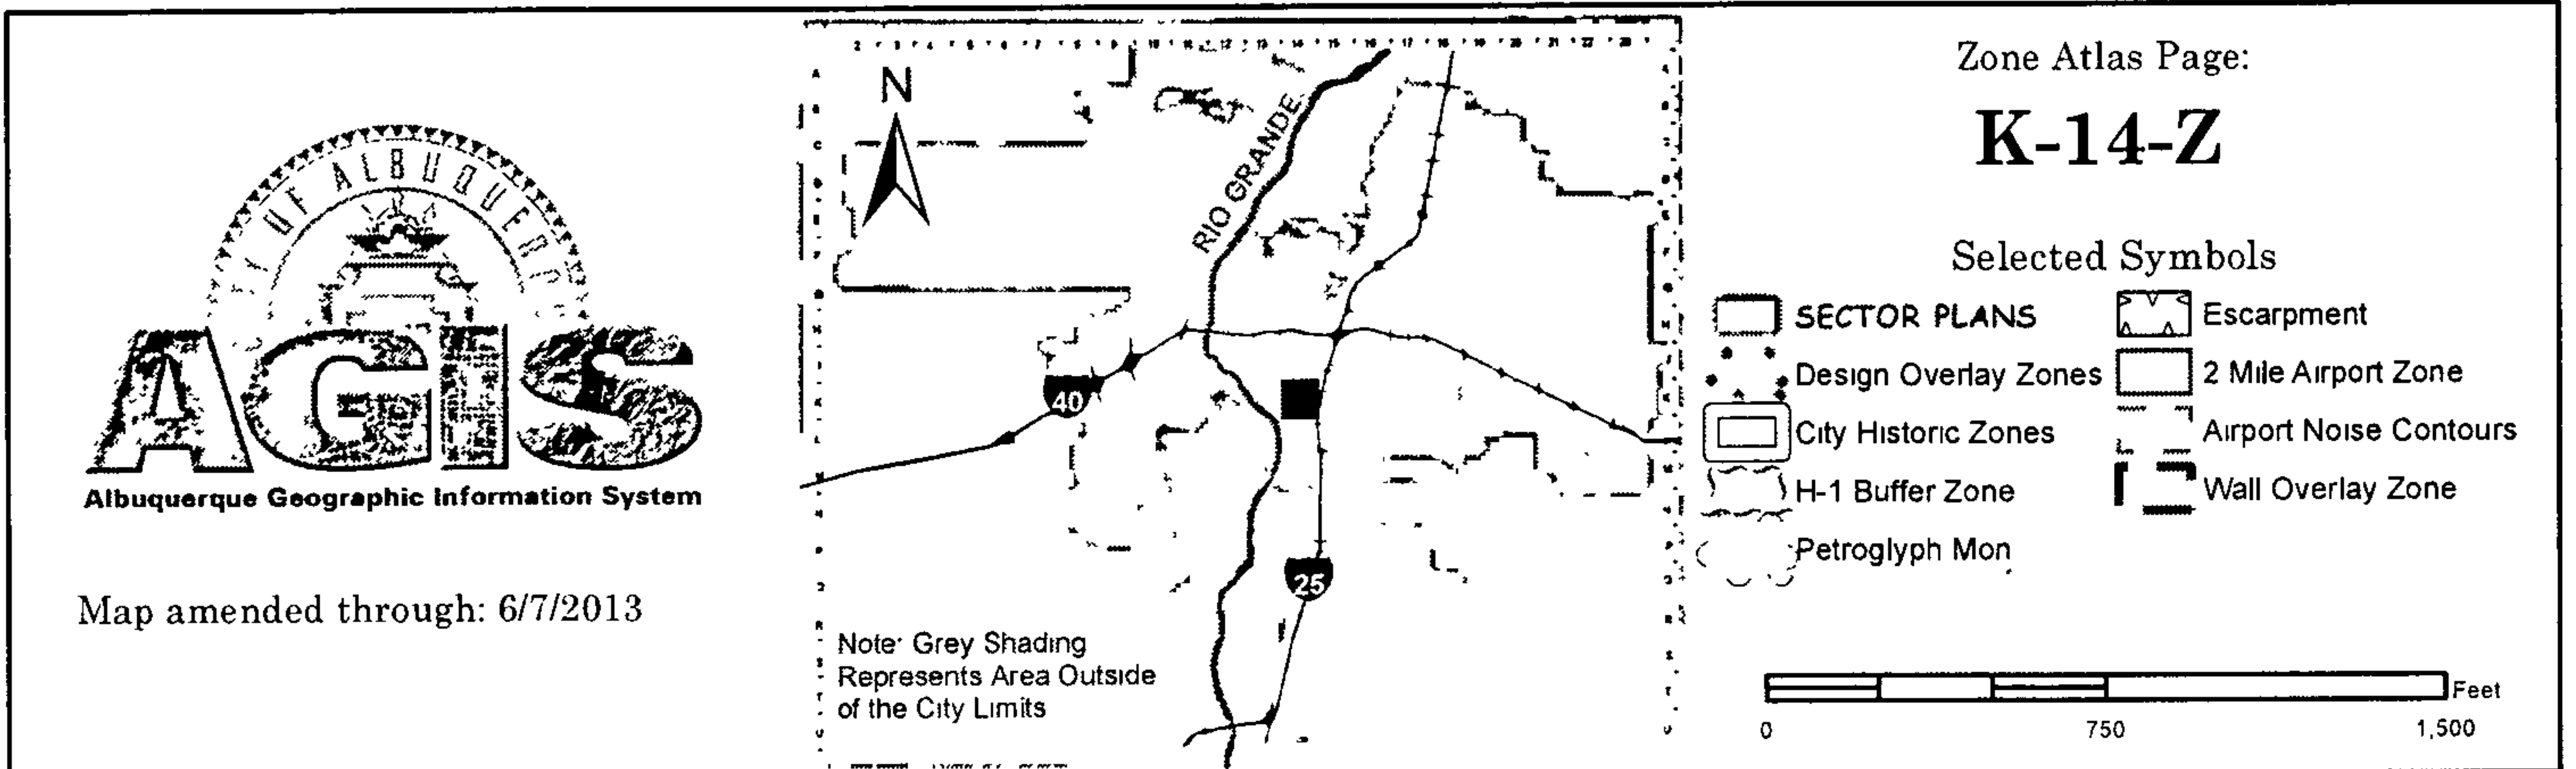 OF ALBUQUERQUE
AGIS
Albuquerque Geographic Information System
Map amended through: 6/7/2013
N
RIO GRANDE
40
25
Note: Grey Shading
Represents Area Outside
of the City Limits
Zone Atlas Page:
K-14-Z
Selected Symbols
SECTOR PLANS
Escarpment
Design Overlay Zones
2 Mile Airport Zone
City Historic Zones
Airport Noise Contours
H-1 Buffer Zone
Wall Overlay Zone
Petroglyph Mon
Feet
0 750 1,500